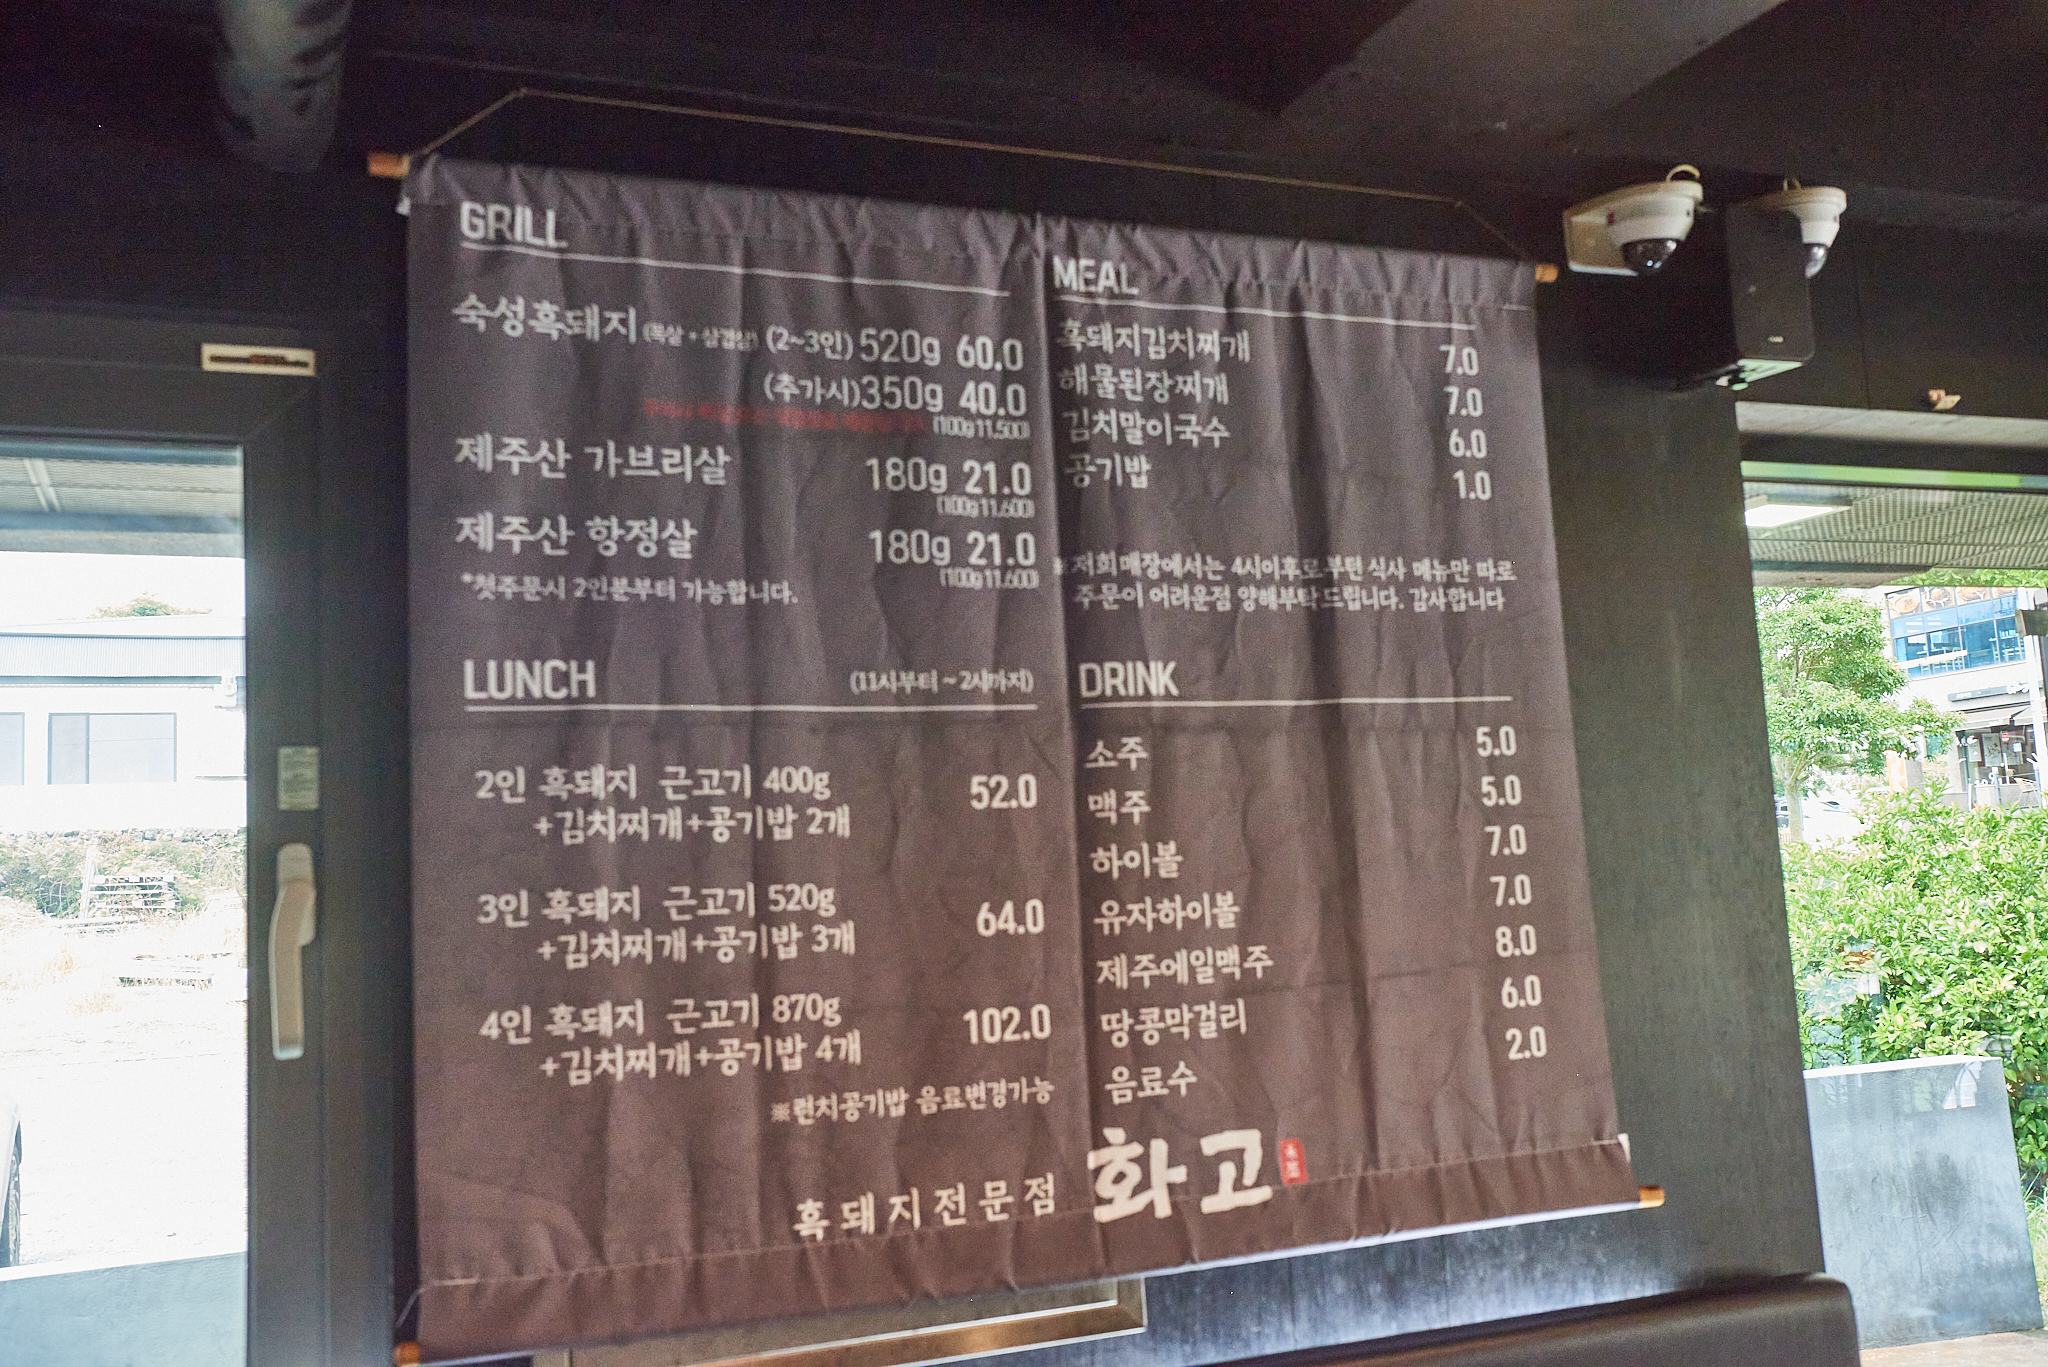 GRILL
숙성흑돼지 (목살 + 삼겹살) (2~3인) 520g 60.0
(추가시)350g 40.0
(100g 11,500)
제주산 가브리살 180g 21.0
(100g 11,600)
제주산 항정살 180g 21.0
(100g 11,600)
*첫주문시 2인분부터 가능합니다.
LUNCH (11시부터 ~ 2시까지)
2인 흑돼지 근고기 400g 52.0
+김치찌개+공기밥 2개
3인 흑돼지 근고기 520g 64.0
+김치찌개+공기밥 3개
4인 흑돼지 근고기 870g 102.0
+김치찌개+공기밥 4개
※런치공기밥 음료변경가능
MEAL
흑돼지김치찌개 7.0
해물된장찌개 7.0
김치말이국수 6.0
공기밥 1.0
※저희 매장에서는 4시이후로부턴 식사 메뉴만 따로
주문이 어려운점 양해부탁드립니다. 감사합니다
DRINK
소주 5.0
맥주 5.0
하이볼 7.0
유자하이볼 7.0
제주에일맥주 8.0
땅콩막걸리 6.0
음료수 2.0
흑돼지전문점 화고